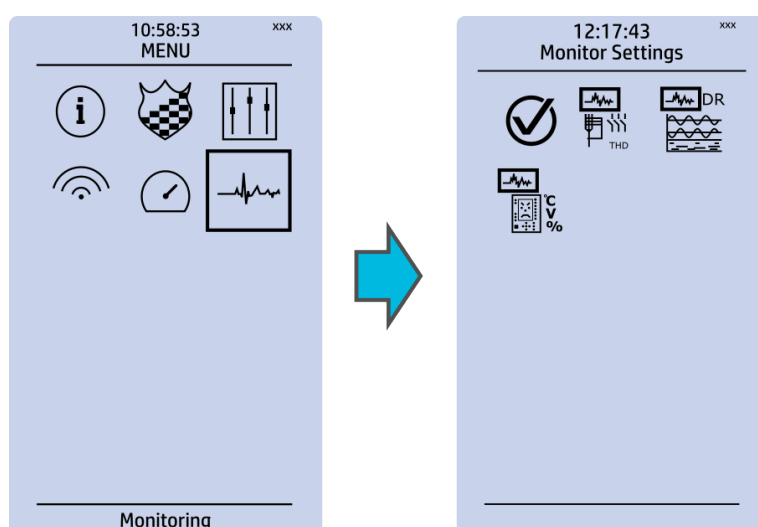 10:58:53
xxx
MENU
i
Monitoring
12:17:43
xxx
Monitor Settings
THD
DR
℃
V
%